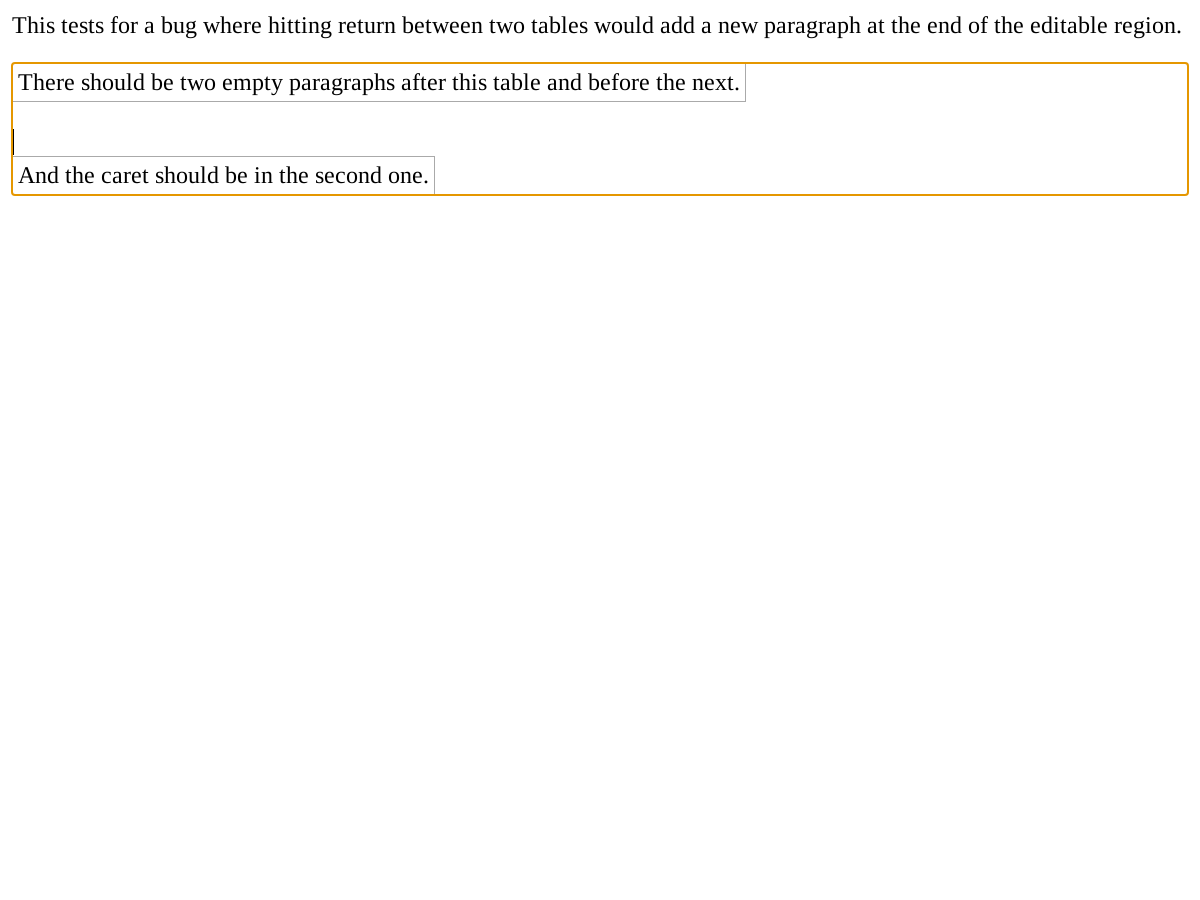 This tests for a bug where hitting return between two tables would add a new paragraph at the end of the editable region.
There should be two empty paragraphs after this table and before the next.
And the caret should be in the second one.